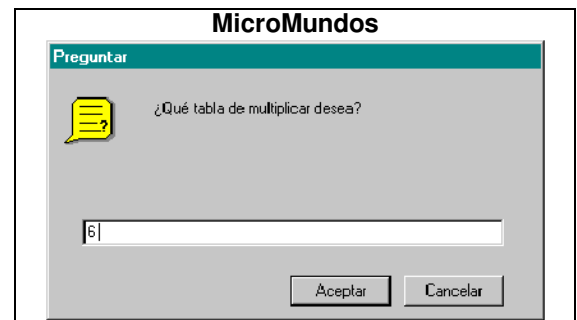 MicroMundos
Preguntar
¿Qué tabla de multiplicar desea?
6
Aceptar Cancelar